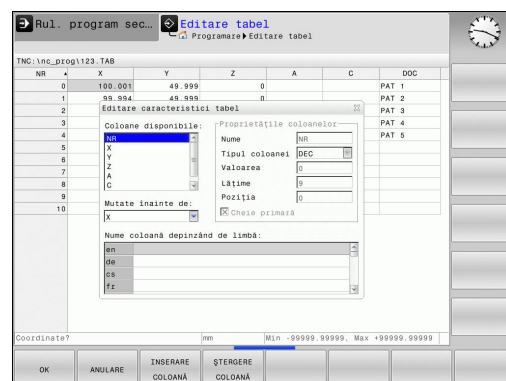 Rul. program sec... Editare tabel
Programare Editare tabel
TNC:\nc_prog\123.TAB
NR X Y Z A C DOC
0 100.001 49.999 0 PAT 1
1 99.994 49.999 0 PAT 2
2 PAT 3
3 PAT 4
4 PAT 5
5
6
7
8
9
10
Editare caracteristici tabel
Coloane disponibile:
NR
X
Y
Z
A
C
Mutate înainte de:
X
Proprietăţile coloanelor
Nume NR
Tipul coloanei DEC
Valoarea 0
Lăţime 9
Poziţia 0
Cheie primară
Nume coloană depinzând de limbă:
en
de
cs
fr
Coordinate? mm Min -99999.99999, Max +99999.99999
OK ANULARE INSERARE COLOANĂ ŞTERGERE COLOANĂ